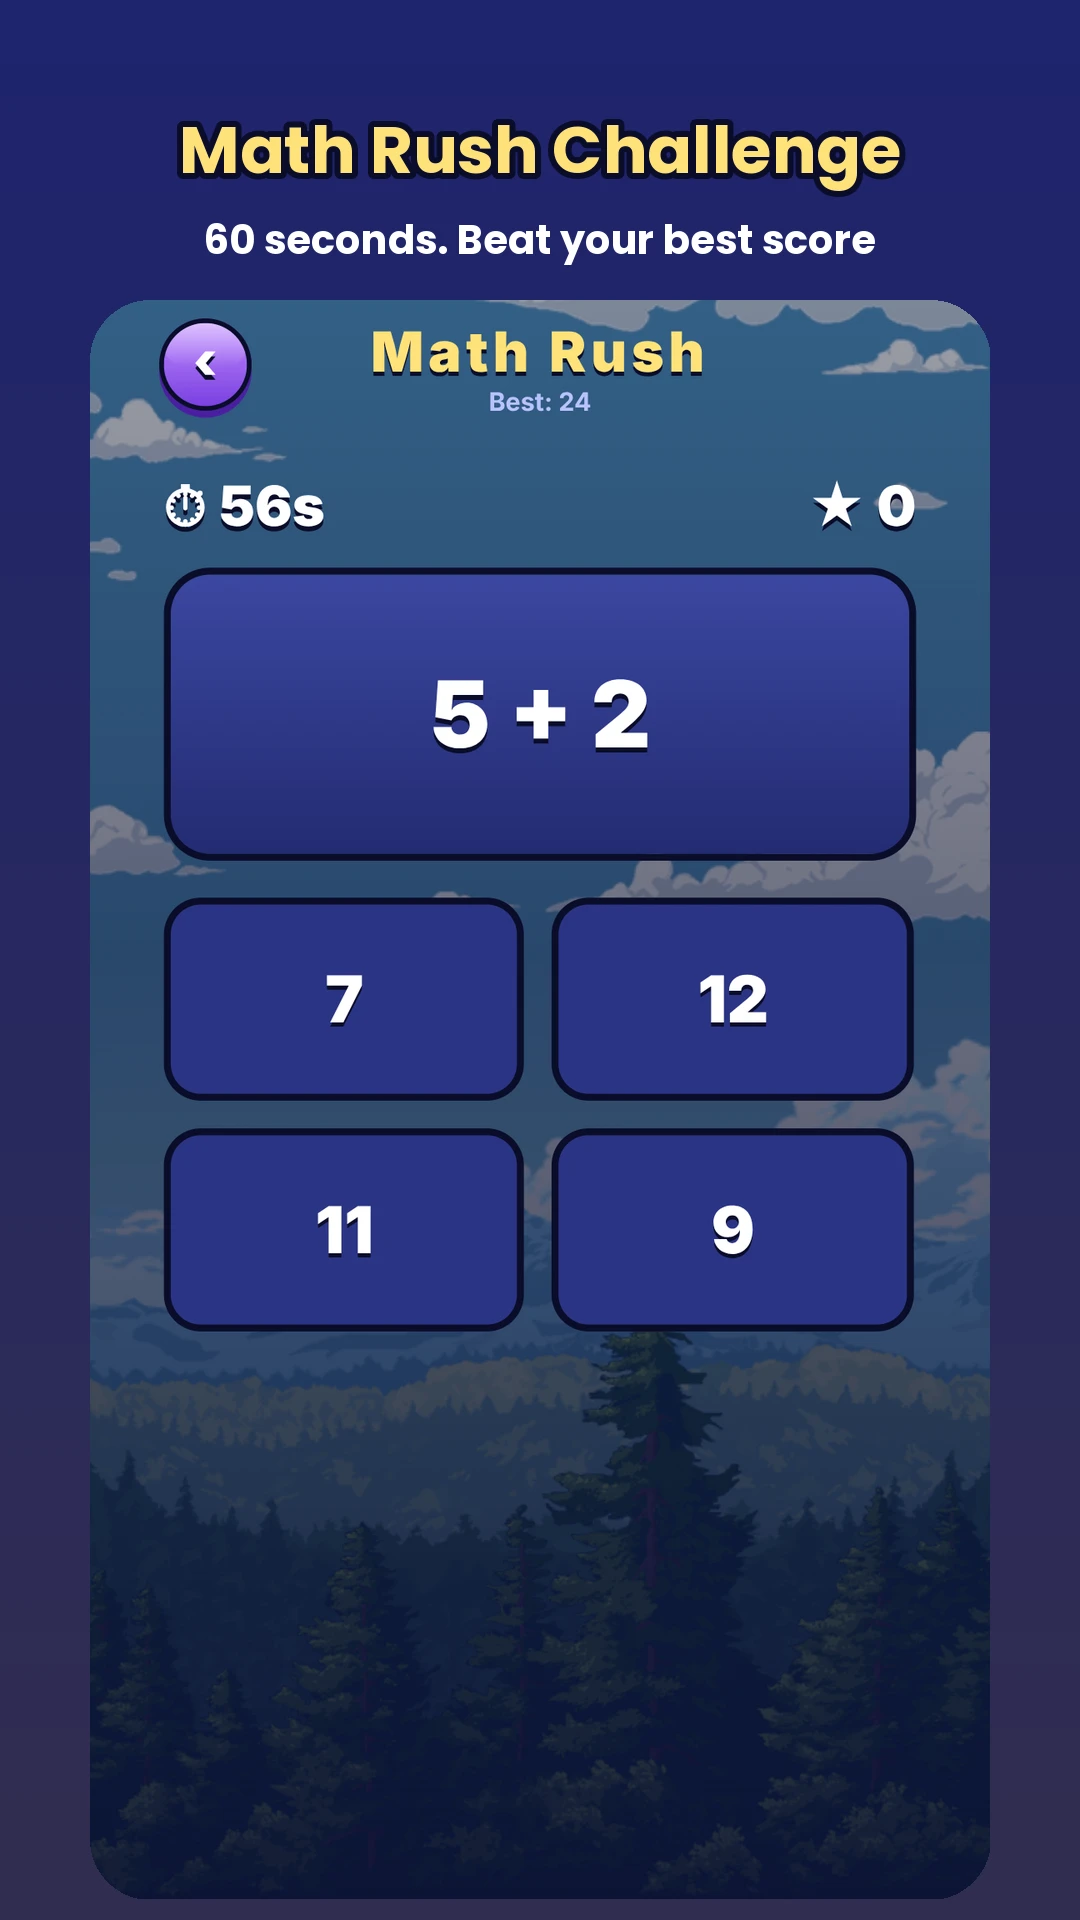 Math Rush Challenge
60 seconds. Beat your best score
Math Rush
Best: 24
56s
★ 0
5 + 2
7
12
11
9